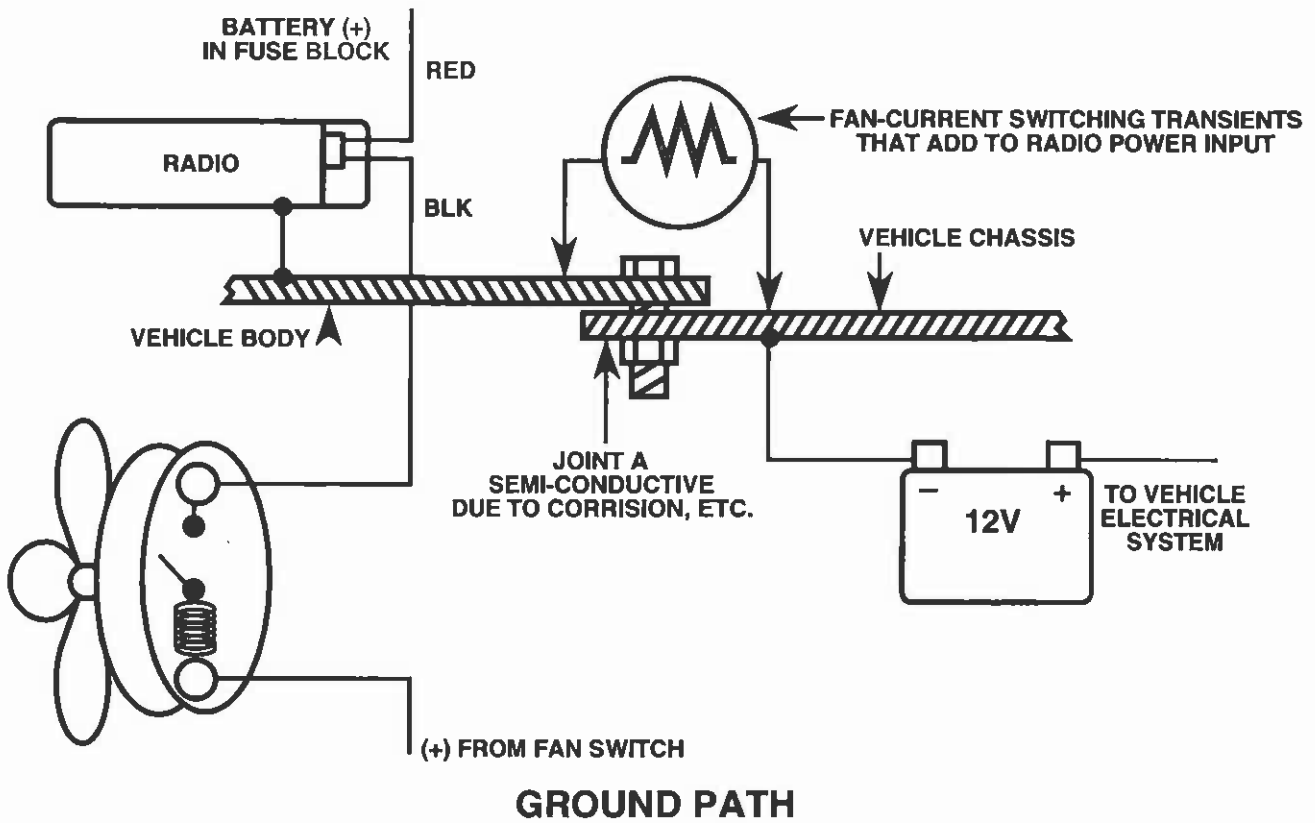 BATTERY (+)
IN FUSE BLOCK
RED
RADIO
BLK
FAN-CURRENT SWITCHING TRANSIENTS
THAT ADD TO RADIO POWER INPUT
VEHICLE CHASSIS
VEHICLE BODY
JOINT A
SEMI-CONDUCTIVE
DUE TO CORRISION, ETC.
− +
12V
TO VEHICLE
ELECTRICAL
SYSTEM
(+) FROM FAN SWITCH
GROUND PATH